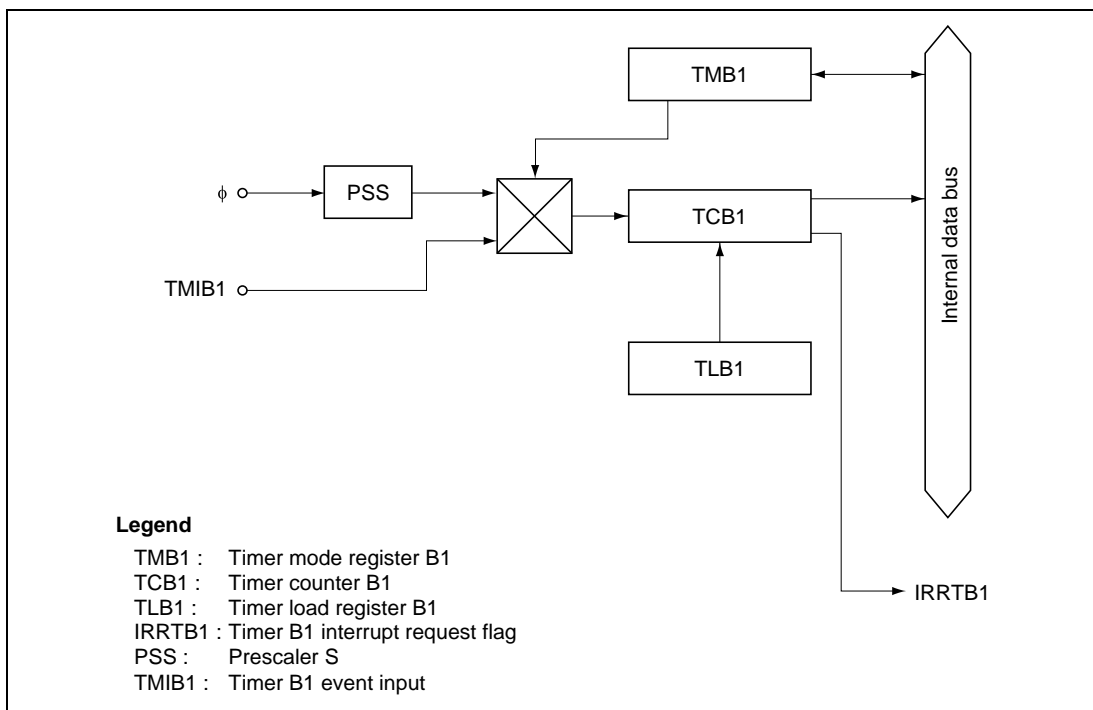 TMB1
φ
PSS
TCB1
TMIB1
TLB1
Internal data bus
IRRTB1
Legend
TMB1 : Timer mode register B1
TCB1 : Timer counter B1
TLB1 : Timer load register B1
IRRTB1 : Timer B1 interrupt request flag
PSS : Prescaler S
TMIB1 : Timer B1 event input